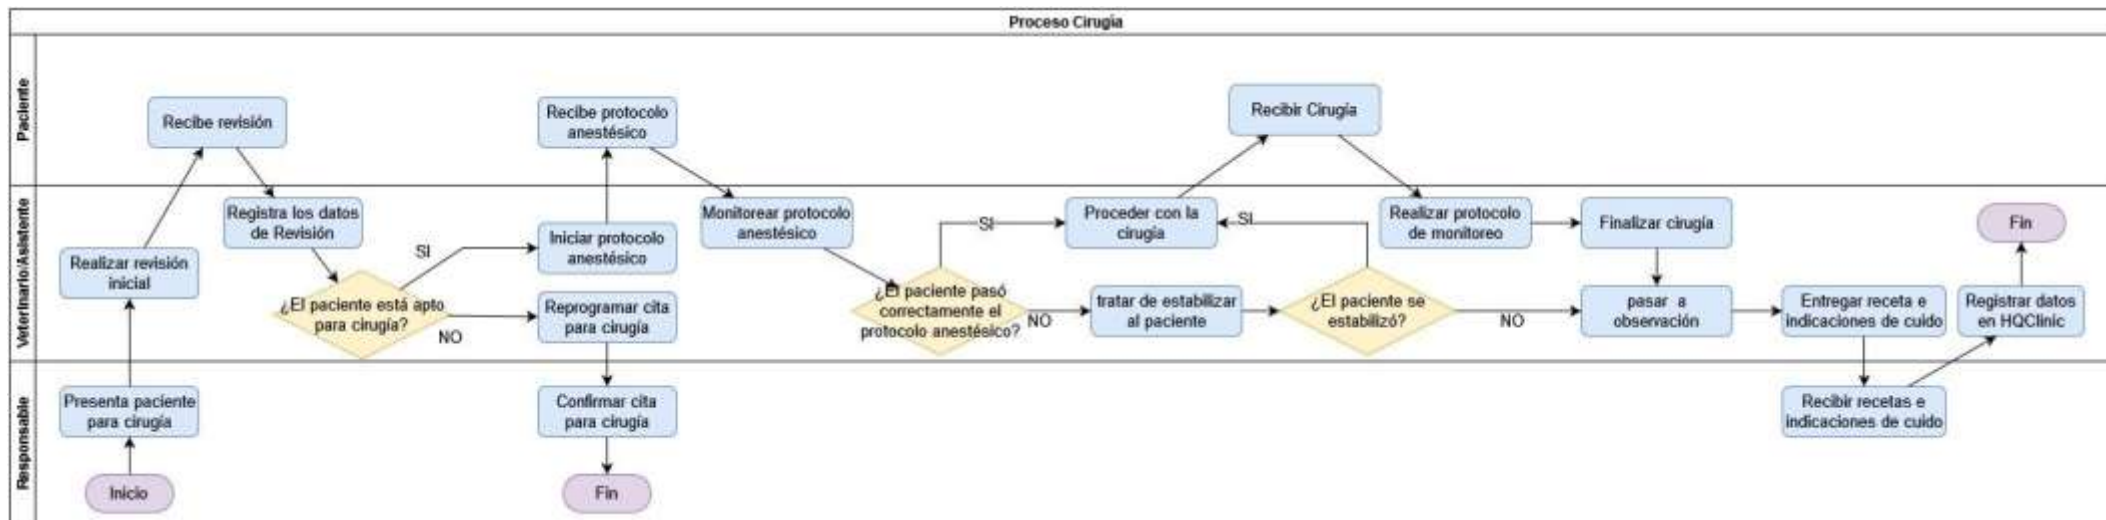 Proceso Cirugía
Paciente
Recibe revisión
Recibe protocolo
anestésico
Recibir Cirugía
Veterinario/Asistente
Realizar revisión
inicial
Registra los datos
de Revisión
¿El paciente está apto
para cirugía?
SI
NO
Iniciar protocolo
anestésico
Reprogramar cita
para cirugía
Monitorear protocolo
anestésico
¿El paciente pasó
correctamente el
protocolo anestésico?
SI
NO
Proceder con la
cirugía
tratar de estabilizar
al paciente
SI
¿El paciente se
estabilizó?
NO
Realizar protocolo
de monitoreo
Finalizar cirugía
pasar a
observación
Entregar receta e
indicaciones de cuido
Fin
Registrar datos
en HQClinic
Responsable
Presenta paciente
para cirugía
Inicio
Confirmar cita
para cirugía
Fin
Recibir recetas e
indicaciones de cuido